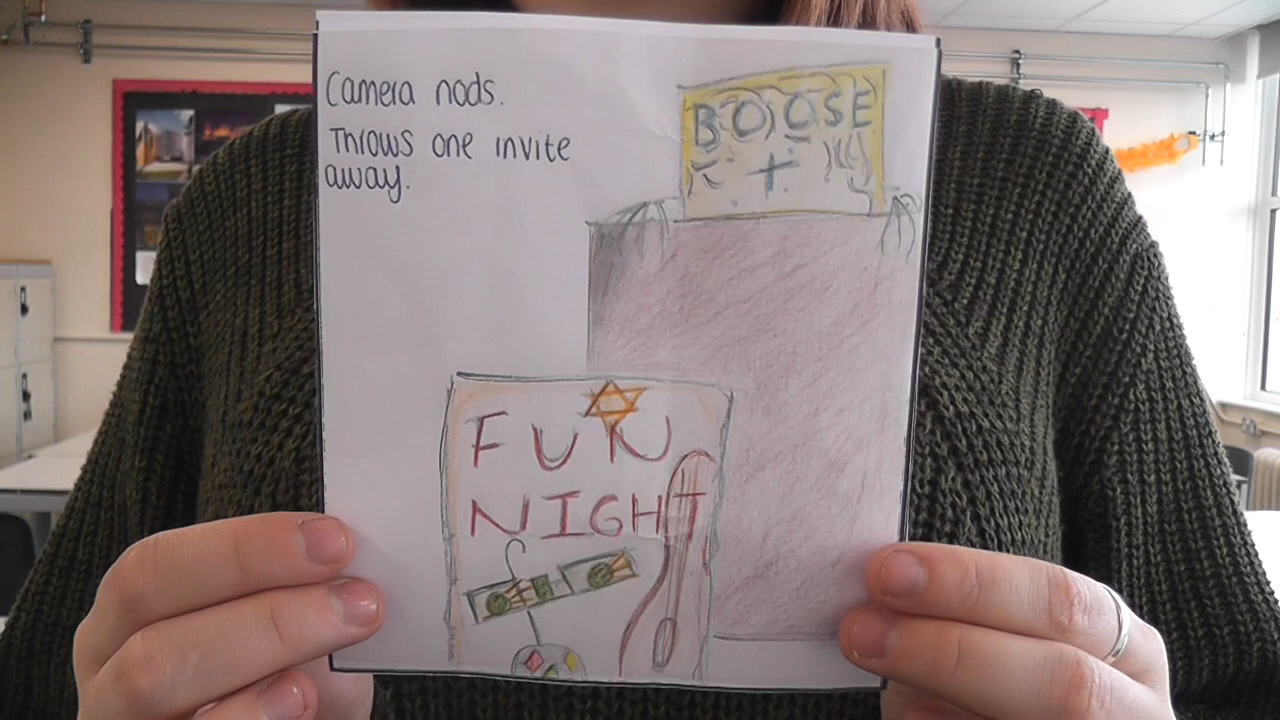 Camera nods.
Throws one invite
away.
BOOSE
+
FUN
NIGHT